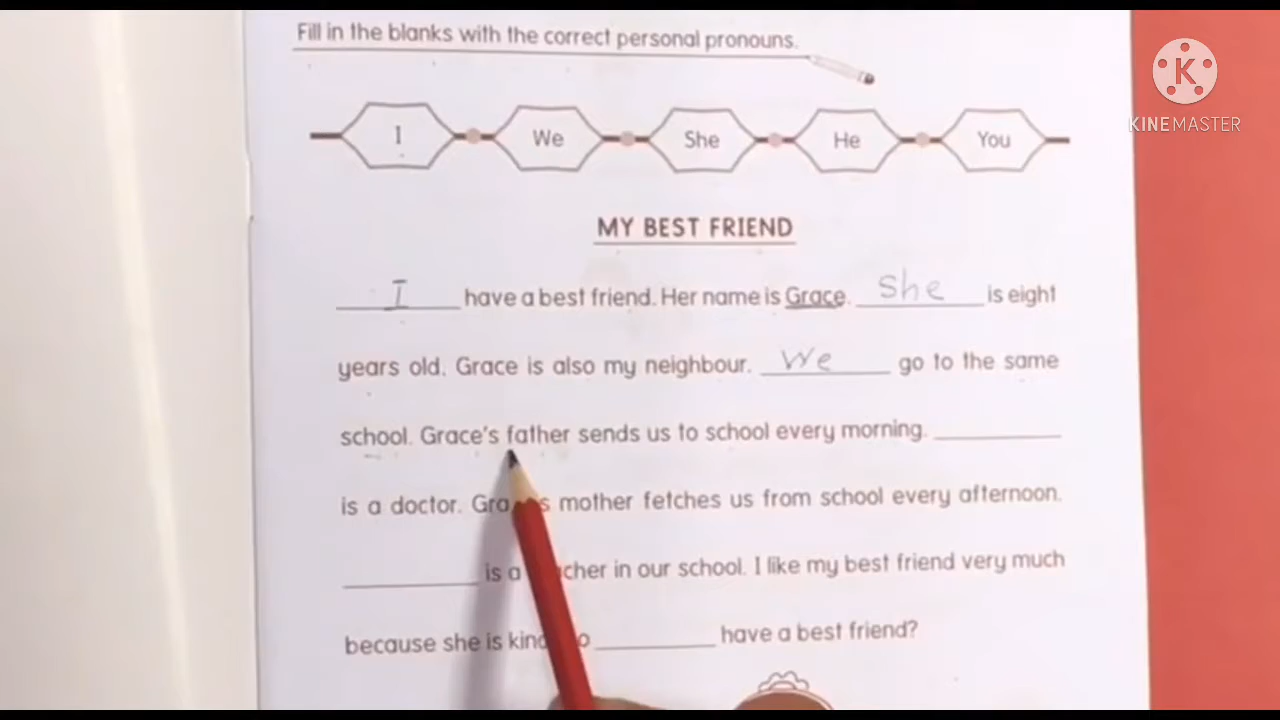 Fill in the blanks with the correct personal pronouns.
K
KINEMASTER
I We She He You
MY BEST FRIEND
I have a best friend. Her name is Grace. She is eight
years old. Grace is also my neighbour. We go to the same
school. Grace's father sends us to school every morning.
is a doctor. mother fetches us from school every afternoon.
is a in our school. I like my best friend very much
because she is have a best friend?